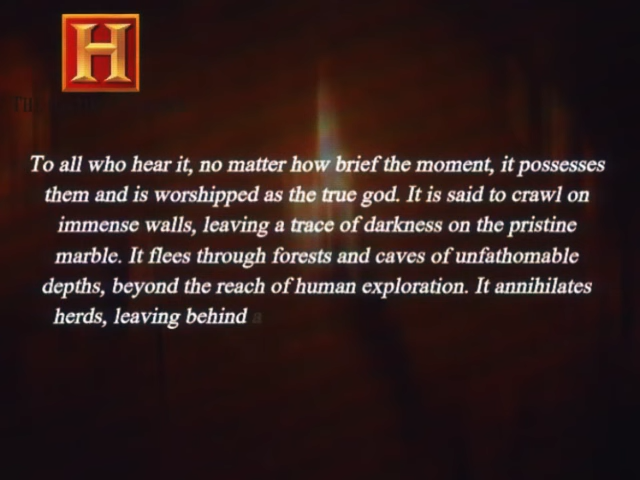 H
To all who hear it, no matter how brief the moment, it possesses
them and is worshipped as the true god. It is said to crawl on
immense walls, leaving a trace of darkness on the pristine
marble. It flees through forests and caves of unfathomable
depths, beyond the reach of human exploration. It annihilates
herds, leaving behind a